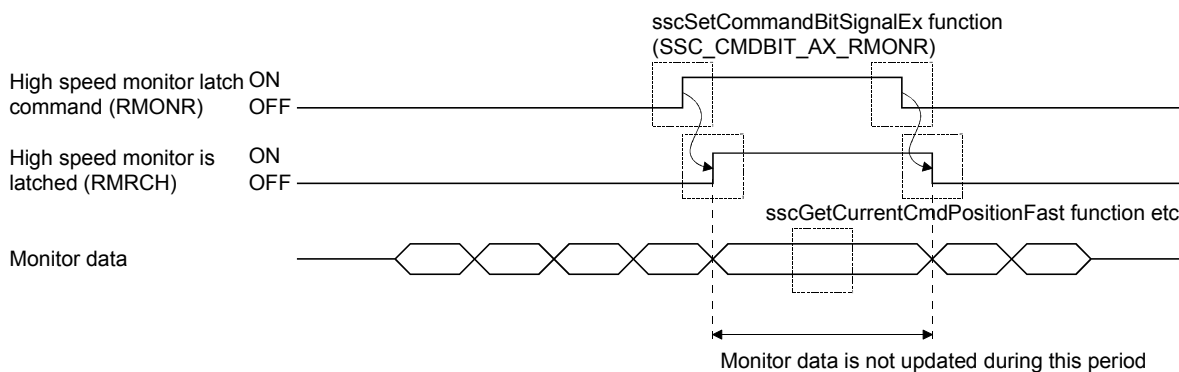 sscSetCommandBitSignalEx function
(SSC_CMDBIT_AX_RMONR)
High speed monitor latch ON
command (RMONR) OFF
High speed monitor is ON
latched (RMRCH) OFF
sscGetCurrentCmdPositionFast function etc
Monitor data
Monitor data is not updated during this period